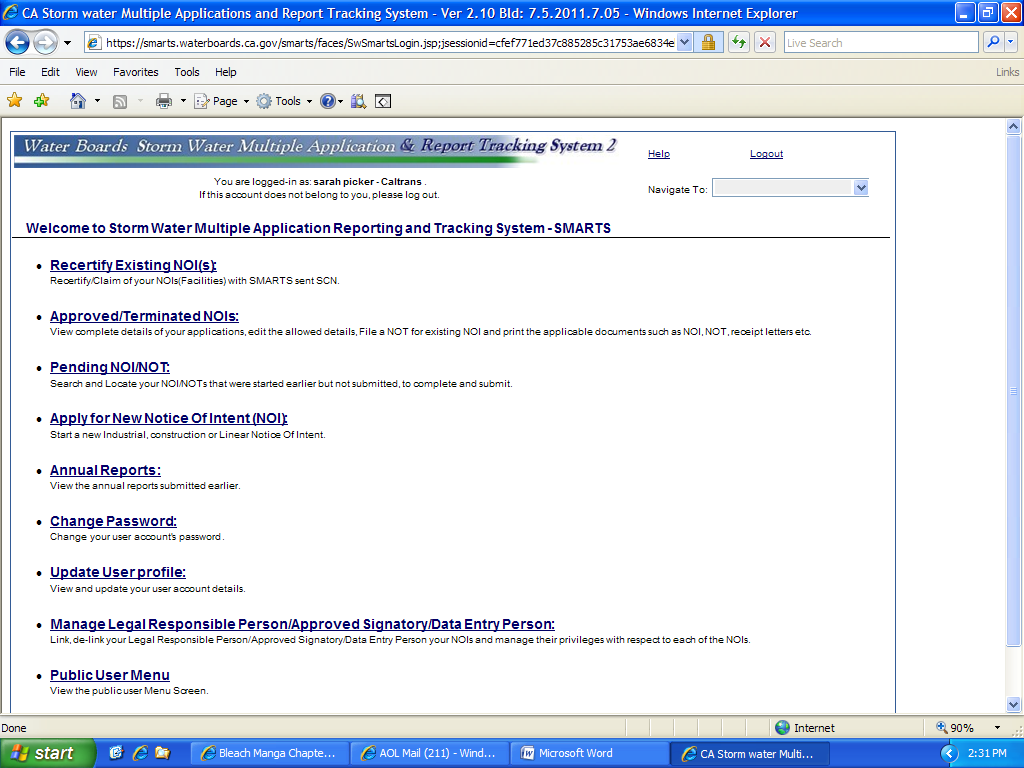 CA Storm water Multiple Applications and Report Tracking System - Ver 2.10 Bld: 7.5.2011.7.05 - Windows Internet Explorer
https://smarts.waterboards.ca.gov/smarts/faces/SwSmartsLogin.jsp;jsessionid=cfef771ed37c885285c31753ae6834e
Live Search
File Edit View Favorites Tools Help
Links
Page Tools
Water Boards Storm Water Multiple Application & Report Tracking System 2
Help Logout
You are logged-in as: sarah picker - Caltrans .
If this account does not belong to you, please log out.
Navigate To:
Welcome to Storm Water Multiple Application Reporting and Tracking System - SMARTS
• Recertify Existing NOI(s):
Recertify/Claim of your NOIs(Facilities) with SMARTS sent SCN.
• Approved/Terminated NOIs:
View complete details of your applications, edit the allowed details, File a NOT for existing NOI and print the applicable documents such as NOI, NOT, receipt letters etc.
• Pending NOI/NOT:
Search and Locate your NOI/NOTs that were started earlier but not submitted, to complete and submit.
• Apply for New Notice Of Intent (NOI):
Start a new Industrial, construction or Linear Notice Of Intent.
• Annual Reports:
View the annual reports submitted earlier.
• Change Password:
Change your user account's password.
• Update User profile:
View and update your user account details.
• Manage Legal Responsible Person/Approved Signatory/Data Entry Person:
Link, de-link your Legal Responsible Person/Approved Signatory/Data Entry Person your NOIs and manage their privileges with respect to each of the NOIs.
• Public User Menu
View the public user Menu Screen.
Done
Internet
90%
start
Bleach Manga Chapte...
AOL Mail (211) - Wind...
Microsoft Word
CA Storm water Multi...
2:31 PM